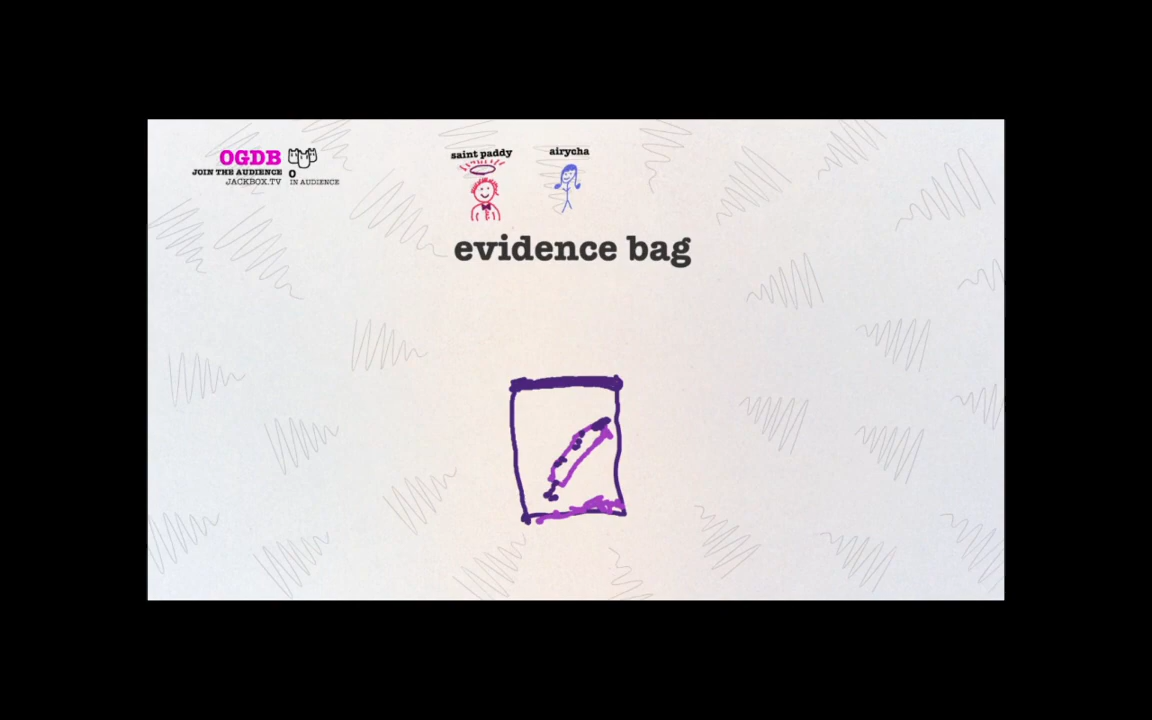 OGDB
JOIN THE AUDIENCE
JACKBOX.TV
0
IN AUDIENCE
saint paddy
airycha
evidence bag